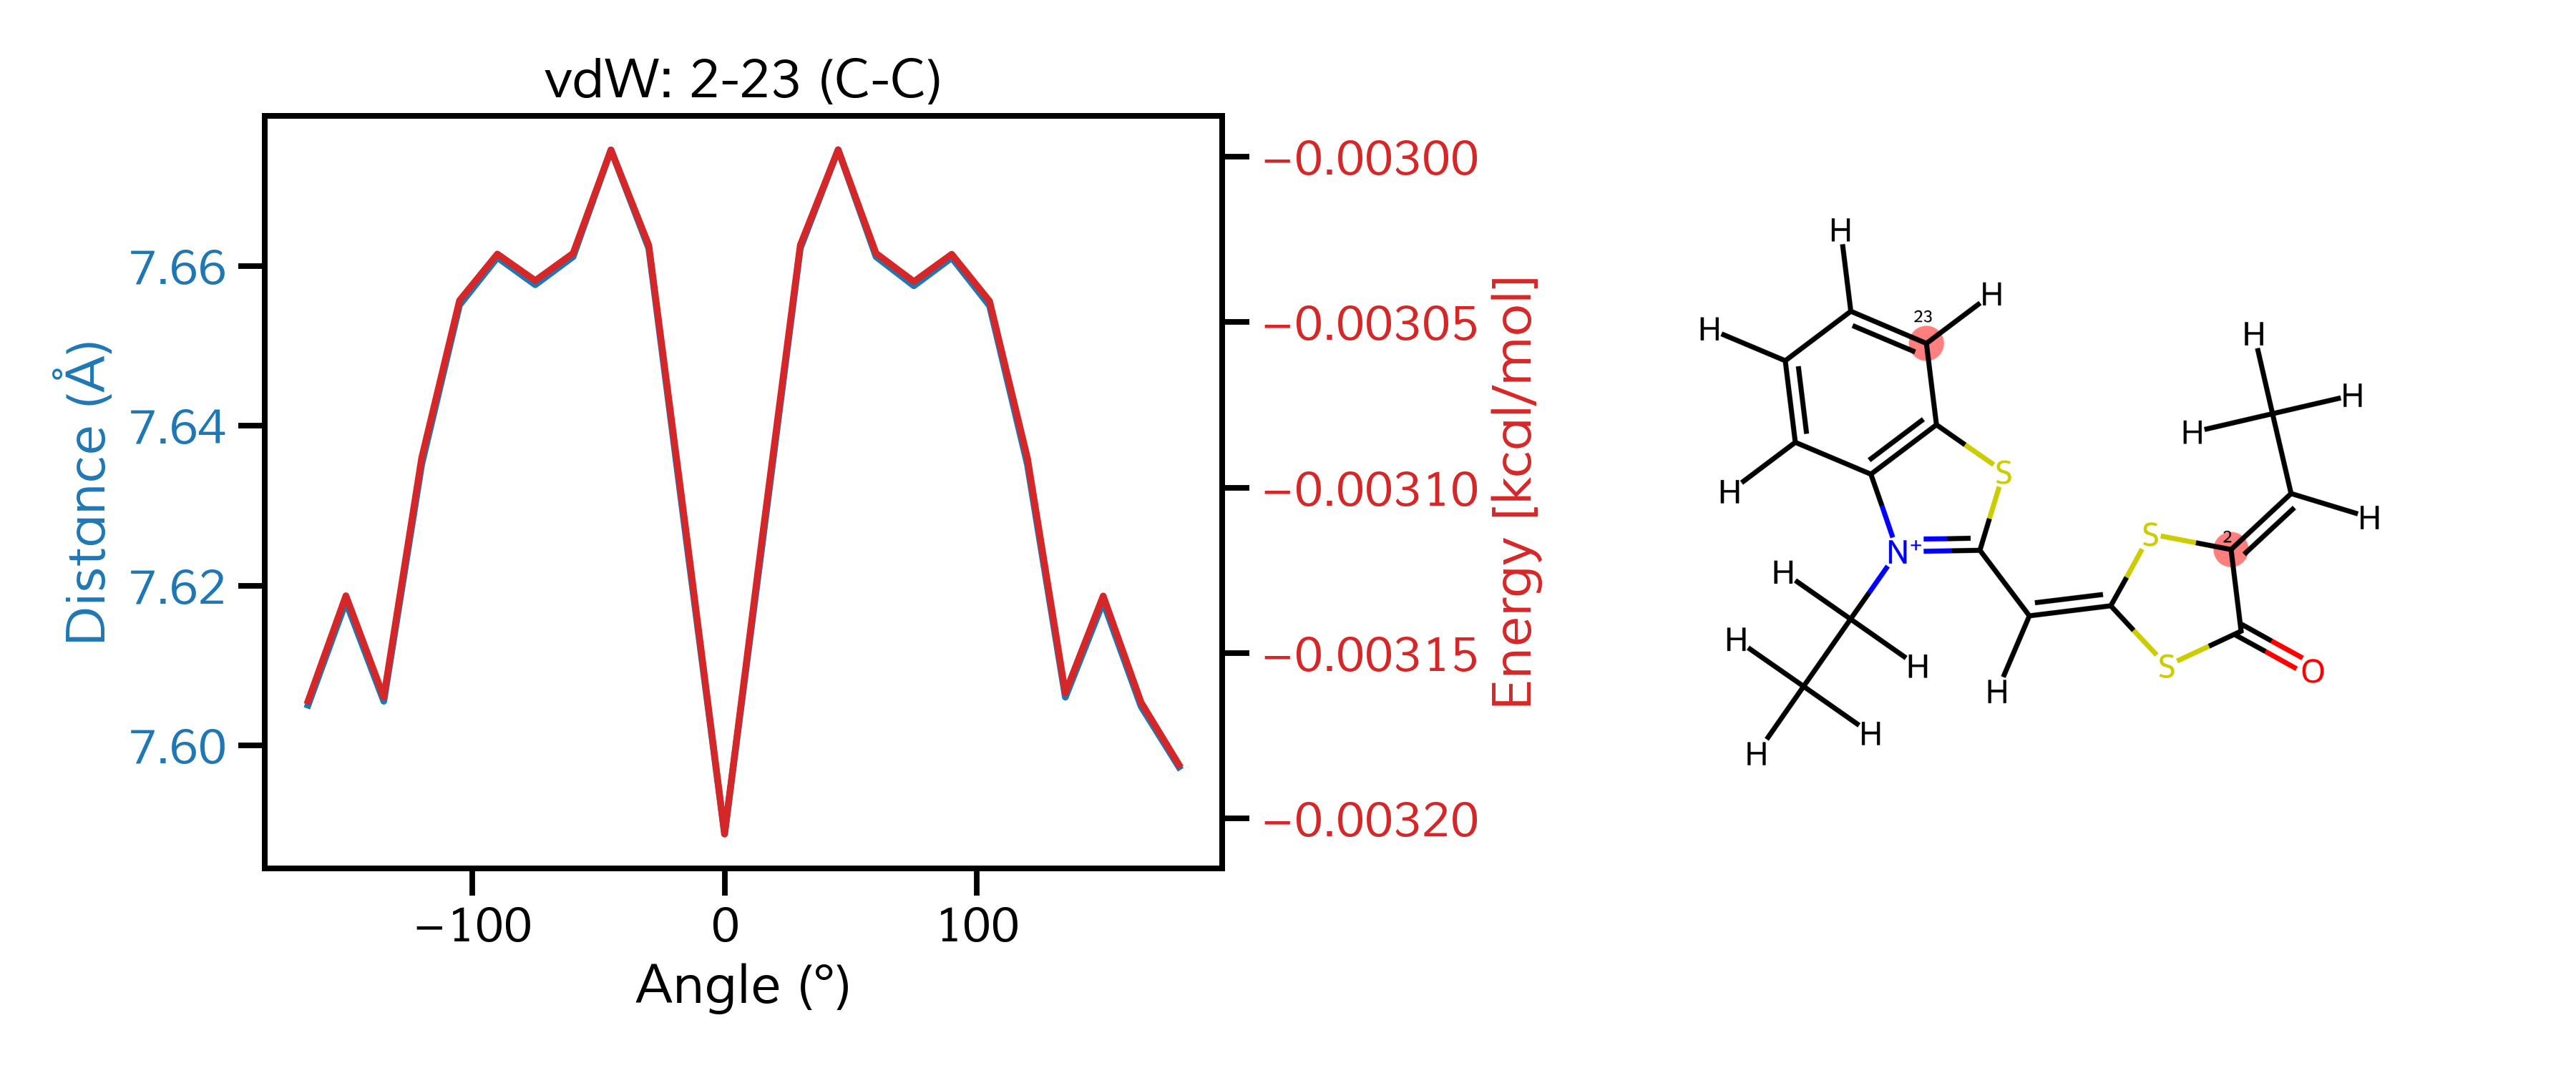 vdW: 2-23 (C-C)
Distance (Å)
7.66
7.64
7.62
7.60
−100
0
100
Angle (°)
−0.00300
−0.00305
−0.00310
−0.00315
−0.00320
Energy [kcal/mol]
H
H
H
23
H
H
H
H
S
H
H
S
2
N+
H
H
H
S
O
H
H
H
H